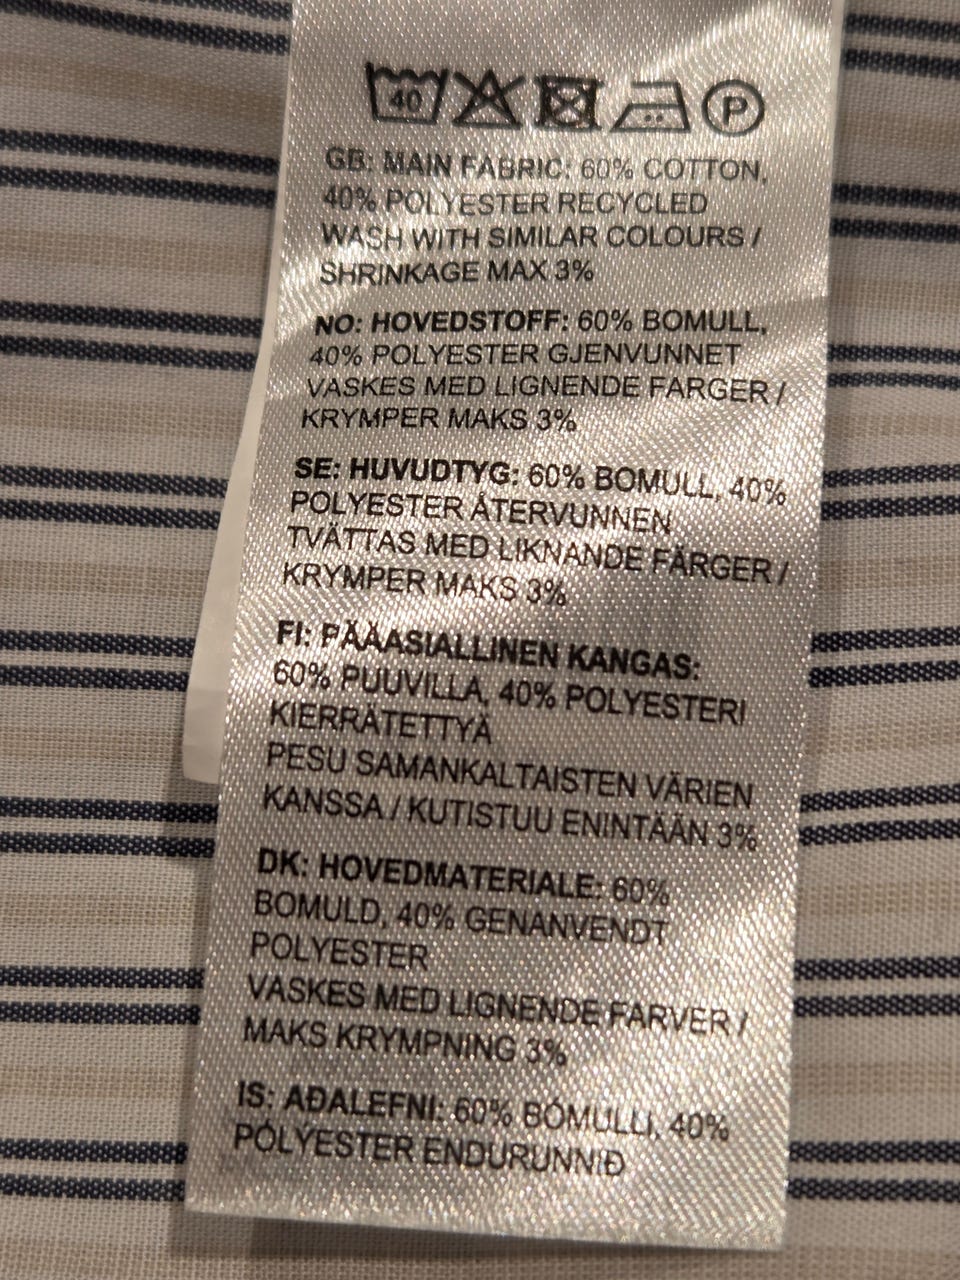 40 P
GB: MAIN FABRIC: 60% COTTON,
40% POLYESTER RECYCLED
WASH WITH SIMILAR COLOURS /
SHRINKAGE MAX 3%
NO: HOVEDSTOFF: 60% BOMULL,
40% POLYESTER GJENVUNNET
VASKES MED LIGNENDE FARGER /
KRYMPER MAKS 3%
SE: HUVUDTYG: 60% BOMULL, 40%
POLYESTER ÅTERVUNNEN
TVÄTTAS MED LIKNANDE FÄRGER /
KRYMPER MAKS 3%
FI: PÄÄASIALLINEN KANGAS:
60% PUUVILLA, 40% POLYESTERI
KIERRÄTETTYÄ
PESU SAMANKALTAISTEN VÄRIEN
KANSSA / KUTISTUU ENINTÄÄN 3%
DK: HOVEDMATERIALE: 60%
BOMULD, 40% GENANVENDT
POLYESTER
VASKES MED LIGNENDE FARVER /
MAKS KRYMPNING 3%
IS: AÐALEFNI: 60% BÓMULLI, 40%
PÓLÝESTER ENDURUNNIÐ